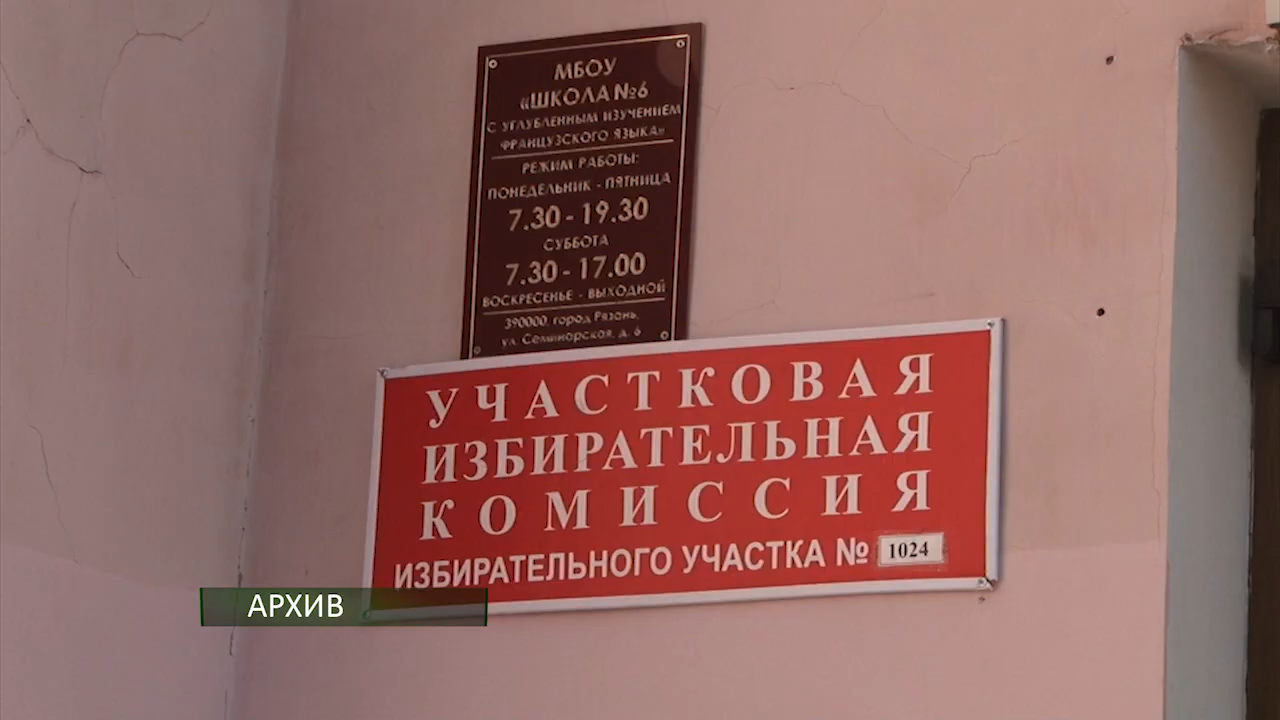 МБОУ
«ШКОЛА №6
С УГЛУБЛЕННЫМ ИЗУЧЕНИЕМ
ФРАНЦУЗСКОГО ЯЗЫКА»
РЕЖИМ РАБОТЫ:
ПОНЕДЕЛЬНИК - ПЯТНИЦА
7.30 - 19.30
СУББОТА
7.30 - 17.00
ВОСКРЕСЕНЬЕ - ВЫХОДНОЙ
390000, город Рязань,
ул. Семинарская, д. 6
УЧАСТКОВАЯ
ИЗБИРАТЕЛЬНАЯ
КОМИССИЯ
ИЗБИРАТЕЛЬНОГО УЧАСТКА № 1024
АРХИВ